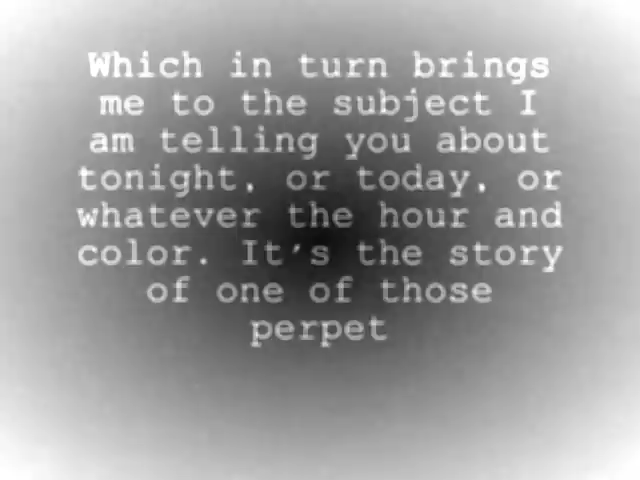 Which in turn brings
me to the subject I
am telling you about
tonight, or today, or
whatever the hour and
color. It's the story
of one of those
perpet